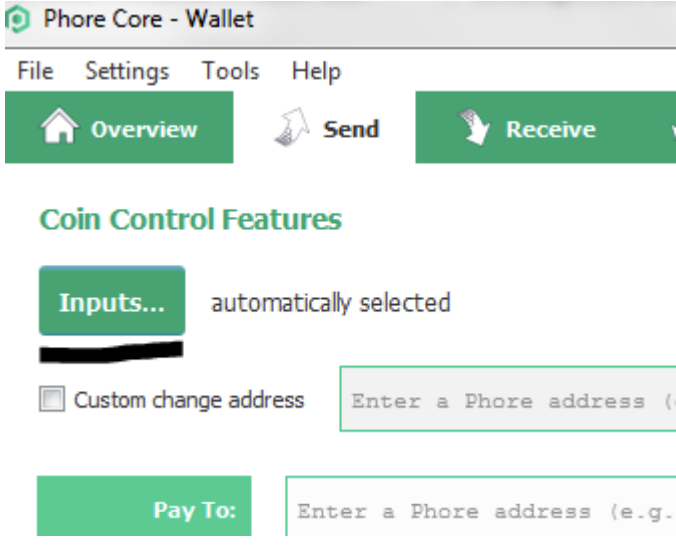 Phore Core - Wallet
File Settings Tools Help
Overview Send Receive
Coin Control Features
Inputs... automatically selected
Custom change address Enter a Phore address (
Pay To: Enter a Phore address (e.g.